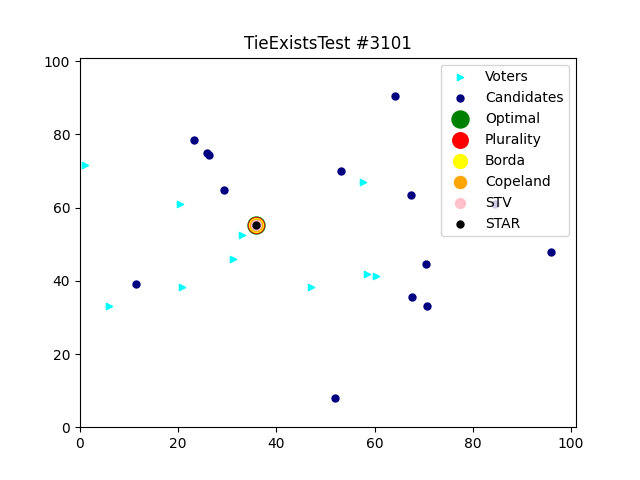 TieExistsTest #3101
Voters
Candidates
Optimal
Plurality
Borda
Copeland
STV
STAR
100
80
60
40
20
0
0 20 40 60 80 100